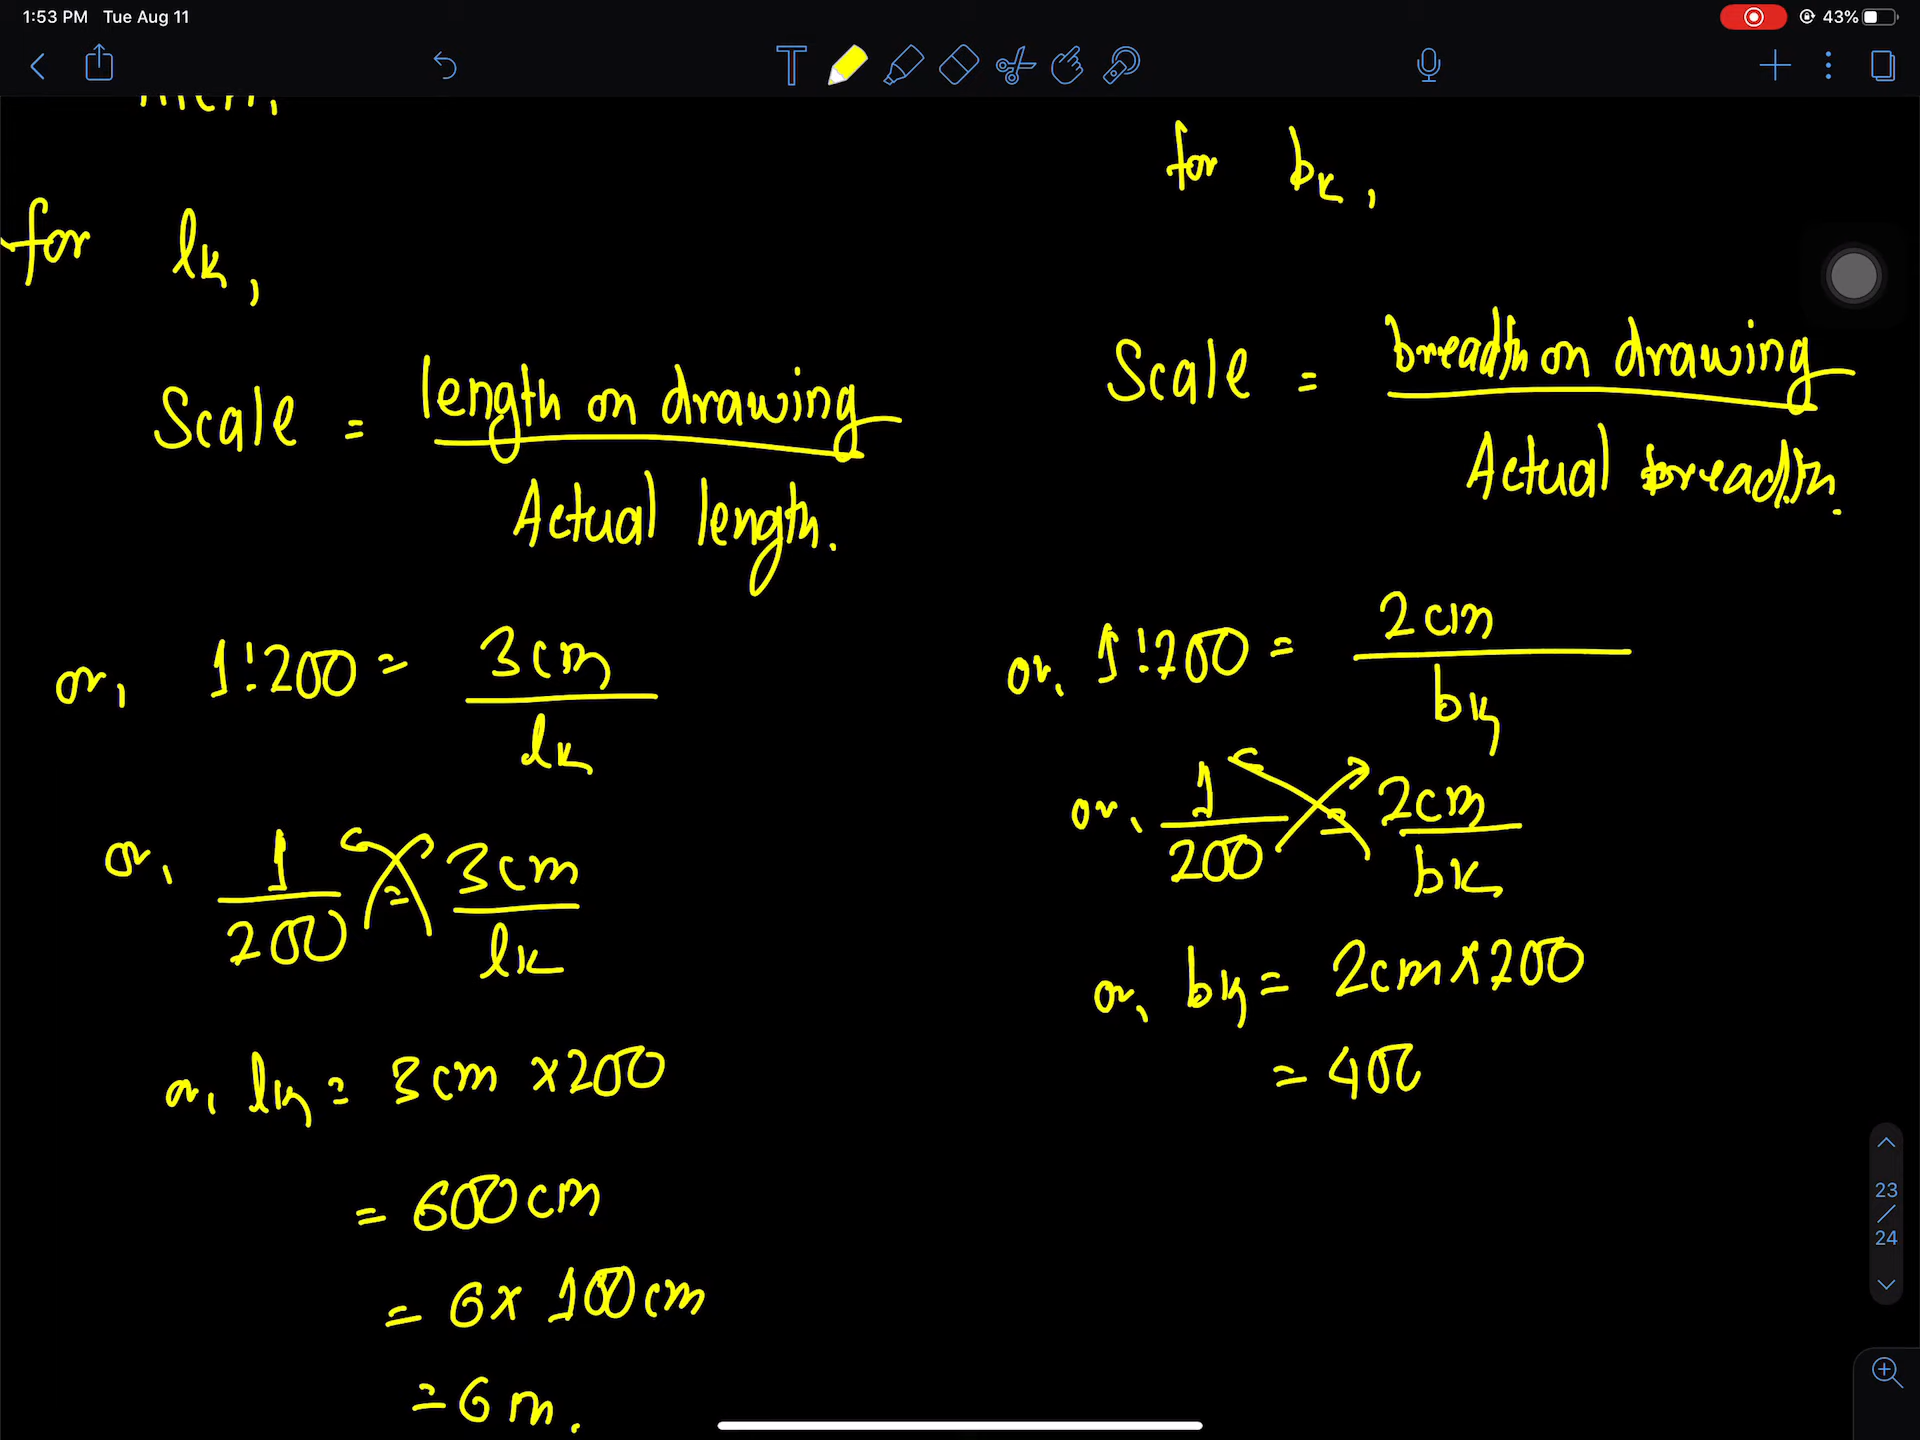 1:53 PM Tue Aug 11
43%
for lk,
Scale = length on drawing
Actual length.
or, 1:200 = 3cm
lk
or, 1 = 3cm
200 lk
or, lk = 3cm × 200
= 600cm
= 6 × 100cm
= 6m.
for bk,
Scale = breadth on drawing
Actual breadth.
or, 1:200 = 2cm
bk
or, 1 = 2cm
200 bk
or, bk = 2cm × 200
= 400
23
/
24